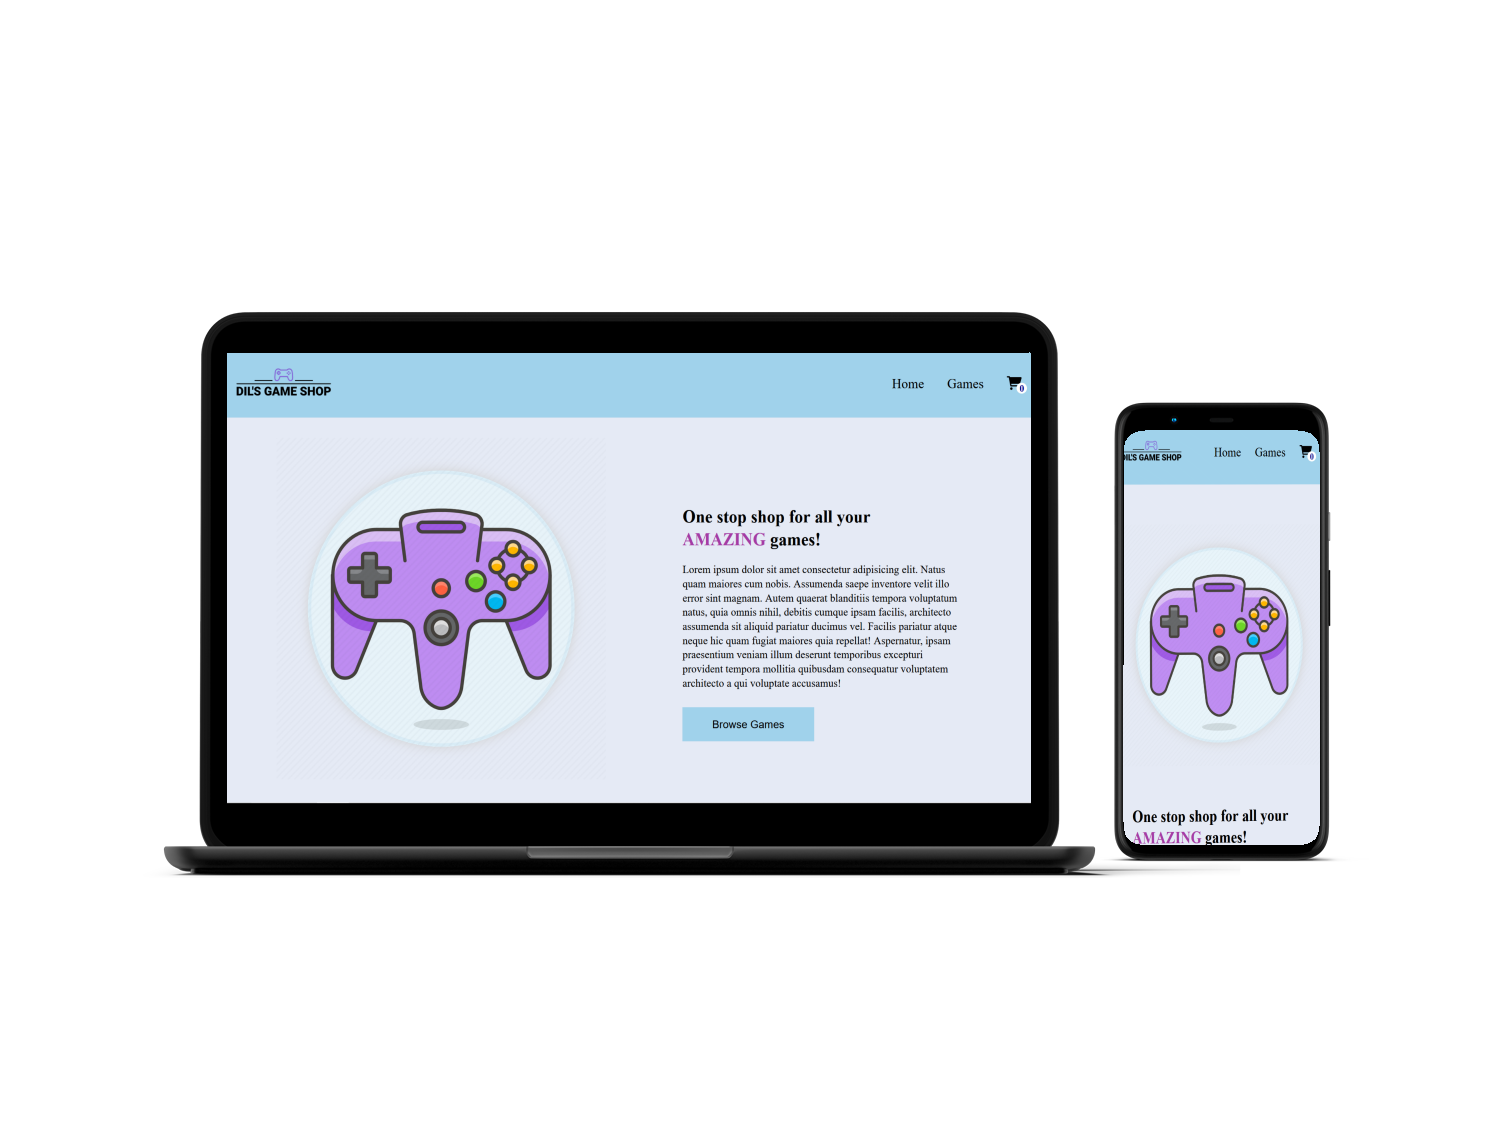 DIL'S GAME SHOP
Home Games 0
One stop shop for all your
AMAZING games!
Lorem ipsum dolor sit amet consectetur adipisicing elit. Natus
quam maiores cum nobis. Assumenda saepe inventore velit illo
error sint magnam. Autem quaerat blanditiis tempora voluptatum
natus, quia omnis nihil, debitis cumque ipsam facilis, architecto
assumenda sit aliquid pariatur ducimus vel. Facilis pariatur atque
neque hic quam fugiat maiores quia repellat! Aspernatur, ipsam
praesentium veniam illum deserunt temporibus excepturi
provident tempora mollitia quibusdam consequatur voluptatem
architecto a qui voluptate accusamus!
Browse Games
DIL'S GAME SHOP
Home Games 0
One stop shop for all your
AMAZING games!